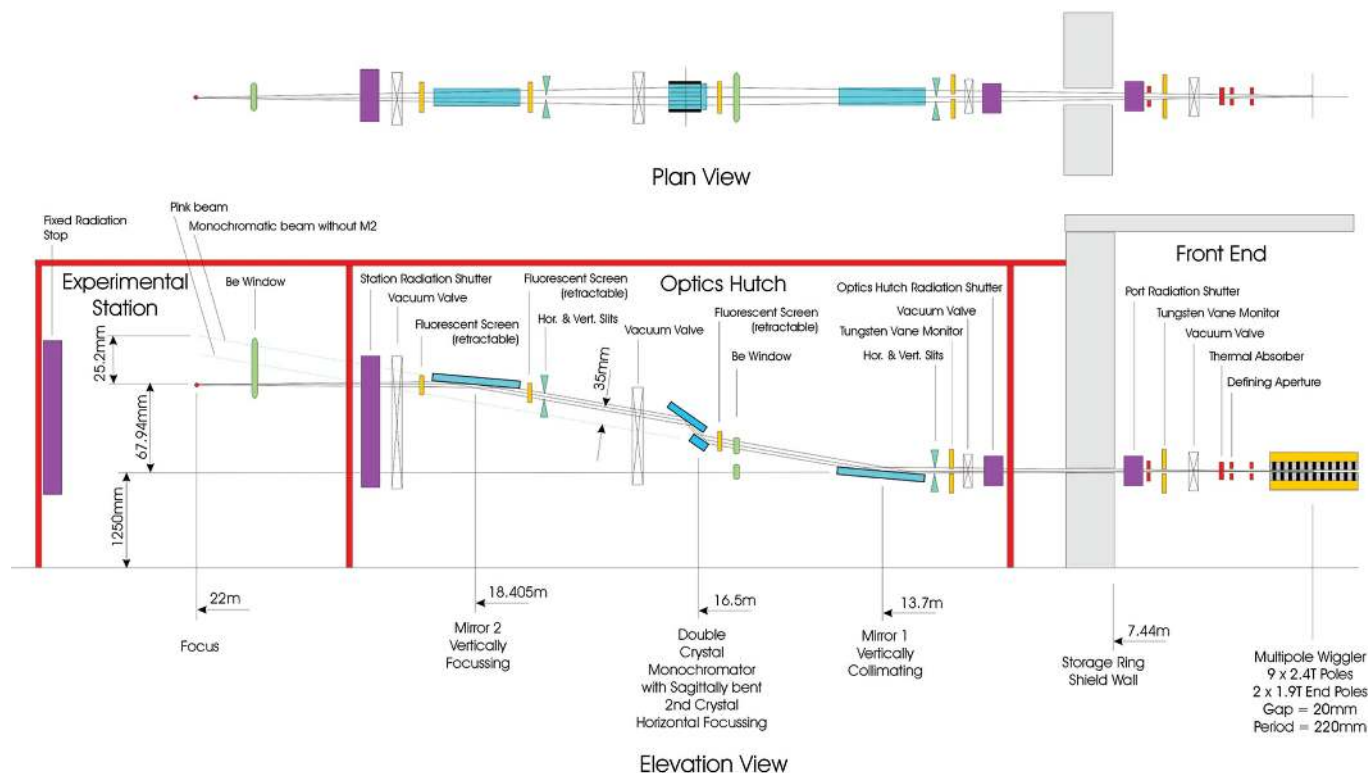 Plan View
Pink beam
Monochromatic beam without M2
Fixed Radiation
Stop
Experimental
Station
Be Window
Station Radiation Shutter
Vacuum Valve
Fluorescent Screen
(retractable)
Fluorescent Screen
(retractable)
Hor. & Vert. Slits
Optics Hutch
Vacuum Valve
Fluorescent Screen
(retractable)
Be Window
Optics Hutch Radiation Shutter
Vacuum Valve
Tungsten Vane Monitor
Hor. & Vert. Slits
Front End
Port Radiation Shutter
Tungsten Vane Monitor
Vacuum Valve
Thermal Absorber
Defining Aperture
25.2mm
67.94mm
1250mm
35mm
22m
Focus
18.405m
Mirror 2
Vertically
Focussing
16.5m
Double
Crystal
Monochromator
with Sagittally bent
2nd Crystal
Horizontal Focussing
13.7m
Mirror 1
Vertically
Collimating
7.44m
Storage Ring
Shield Wall
Multipole Wiggler
9 x 2.4T Poles
2 x 1.9T End Poles
Gap = 20mm
Period = 220mm
Elevation View